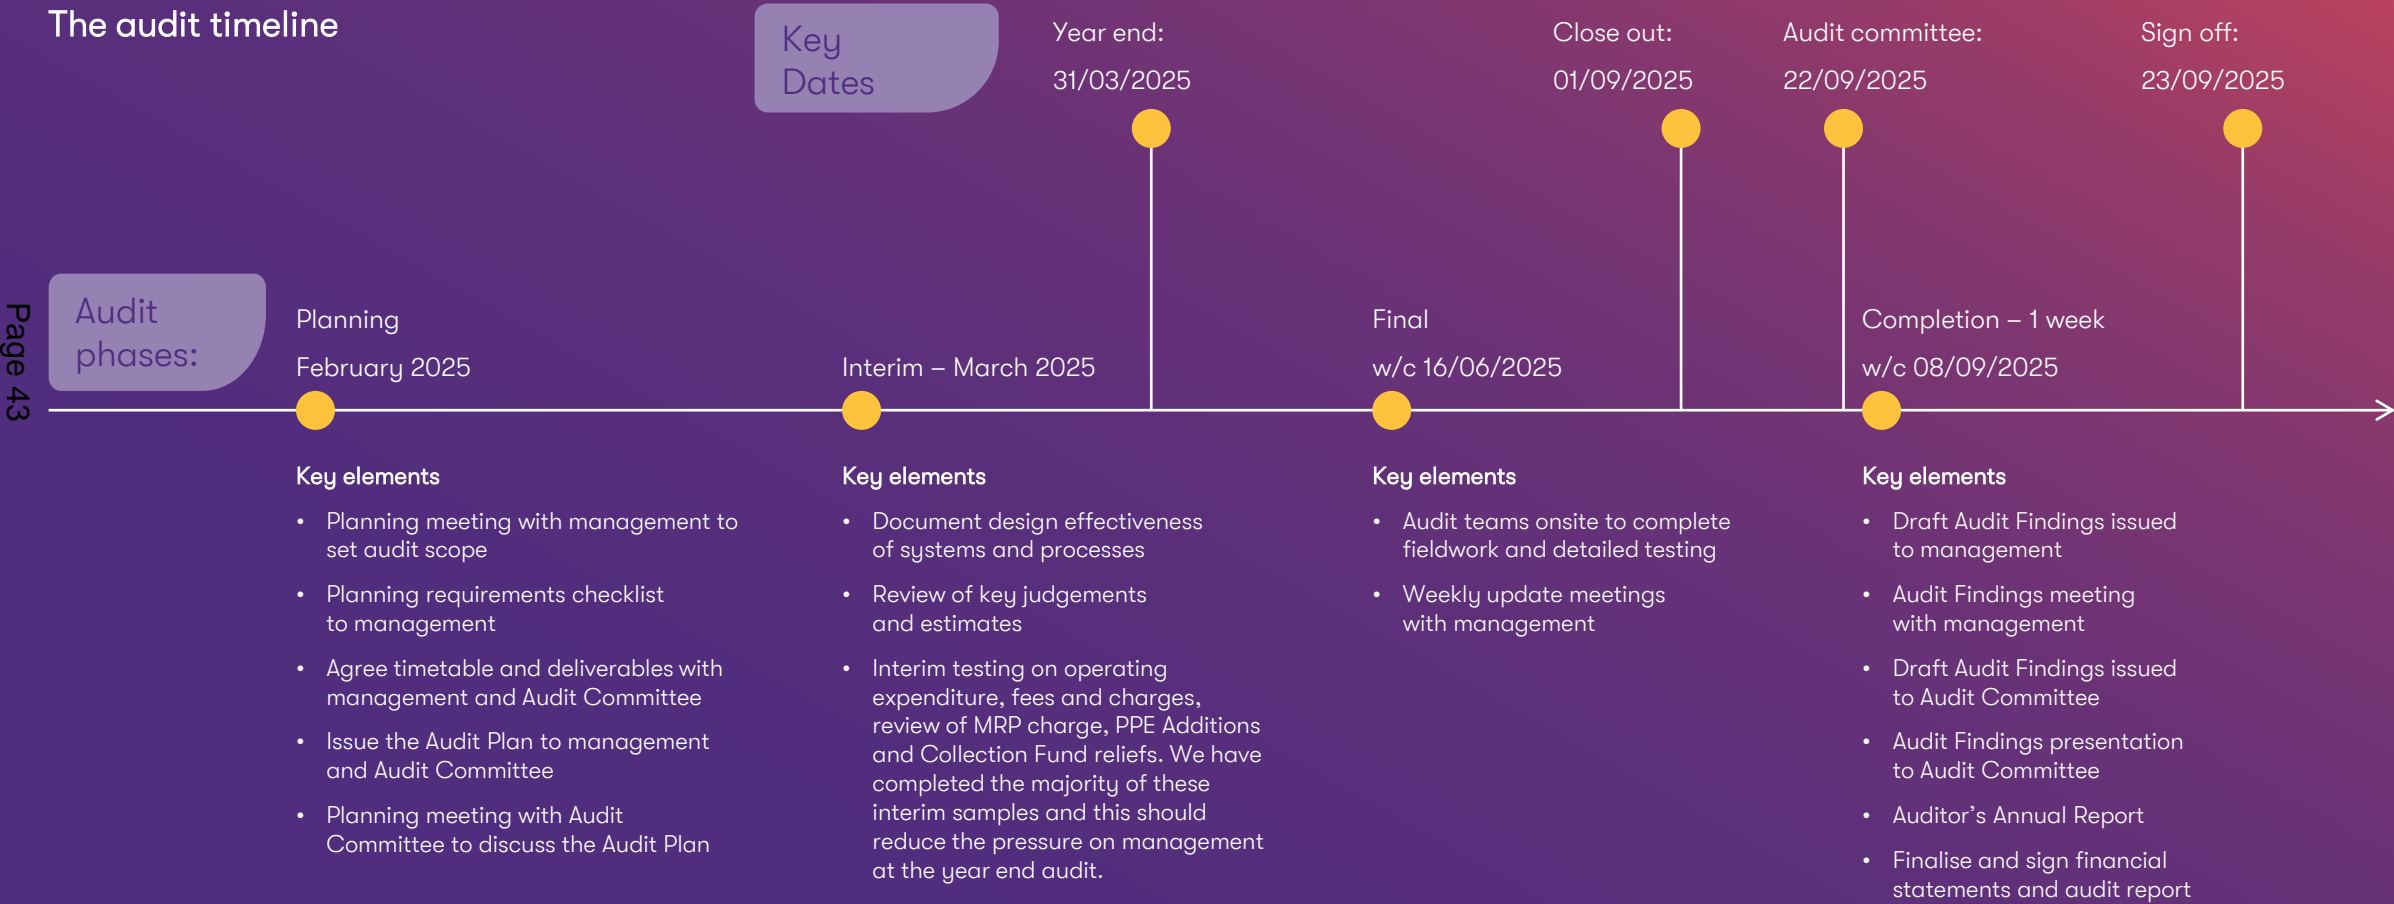 The audit timeline
Key
Dates
Year end:
31/03/2025
Close out:
01/09/2025
Audit committee:
22/09/2025
Sign off:
23/09/2025
Page 43
Audit
phases:
Planning
February 2025
Interim – March 2025
Final
w/c 16/06/2025
Completion – 1 week
w/c 08/09/2025
Key elements
• Planning meeting with management to
set audit scope
• Planning requirements checklist
to management
• Agree timetable and deliverables with
management and Audit Committee
• Issue the Audit Plan to management
and Audit Committee
• Planning meeting with Audit
Committee to discuss the Audit Plan
Key elements
• Document design effectiveness
of systems and processes
• Review of key judgements
and estimates
• Interim testing on operating
expenditure, fees and charges,
review of MRP charge, PPE Additions
and Collection Fund reliefs. We have
completed the majority of these
interim samples and this should
reduce the pressure on management
at the year end audit.
Key elements
• Audit teams onsite to complete
fieldwork and detailed testing
• Weekly update meetings
with management
Key elements
• Draft Audit Findings issued
to management
• Audit Findings meeting
with management
• Draft Audit Findings issued
to Audit Committee
• Audit Findings presentation
to Audit Committee
• Auditor’s Annual Report
• Finalise and sign financial
statements and audit report